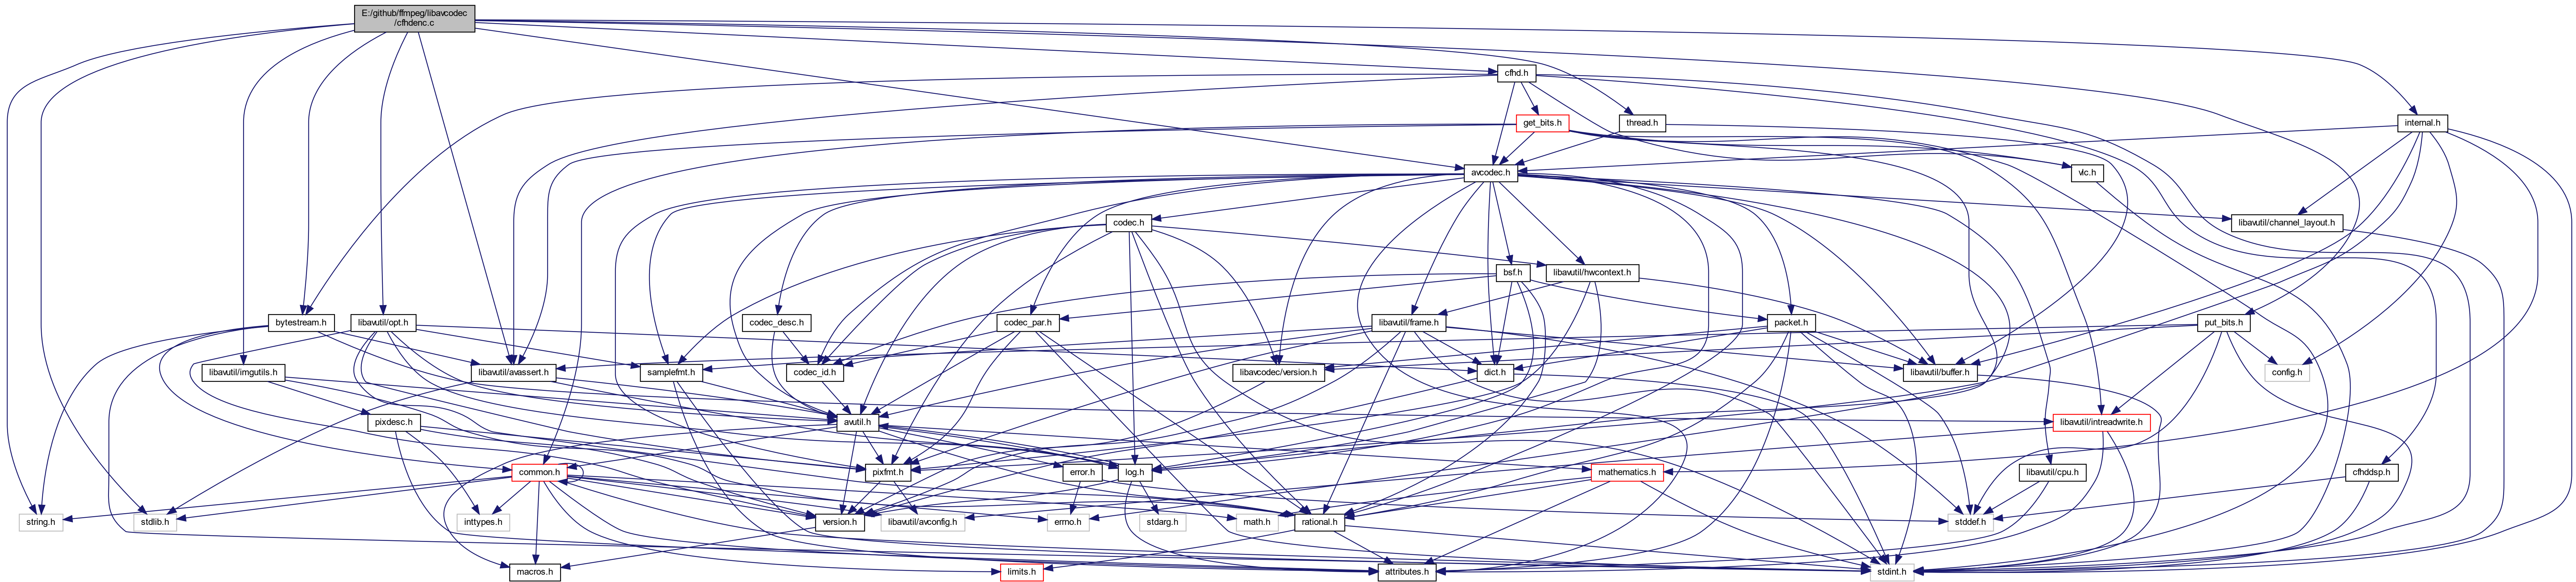 E:/github/ffmpeg/libavcodec
/cfhdenc.c
cfhd.h
get_bits.h
thread.h
internal.h
avcodec.h
vlc.h
codec.h
libavutil/channel_layout.h
bsf.h
libavutil/hwcontext.h
bytestream.h
libavutil/opt.h
codec_desc.h
codec_par.h
libavutil/frame.h
packet.h
put_bits.h
libavutil/imgutils.h
libavutil/avassert.h
samplefmt.h
codec_id.h
libavcodec/version.h
dict.h
libavutil/buffer.h
config.h
pixdesc.h
avutil.h
libavutil/intreadwrite.h
common.h
pixfmt.h
log.h
error.h
mathematics.h
libavutil/cpu.h
cfhddsp.h
string.h
stdlib.h
inttypes.h
version.h
libavutil/avconfig.h
errno.h
stdarg.h
math.h
rational.h
stddef.h
macros.h
limits.h
attributes.h
stdint.h